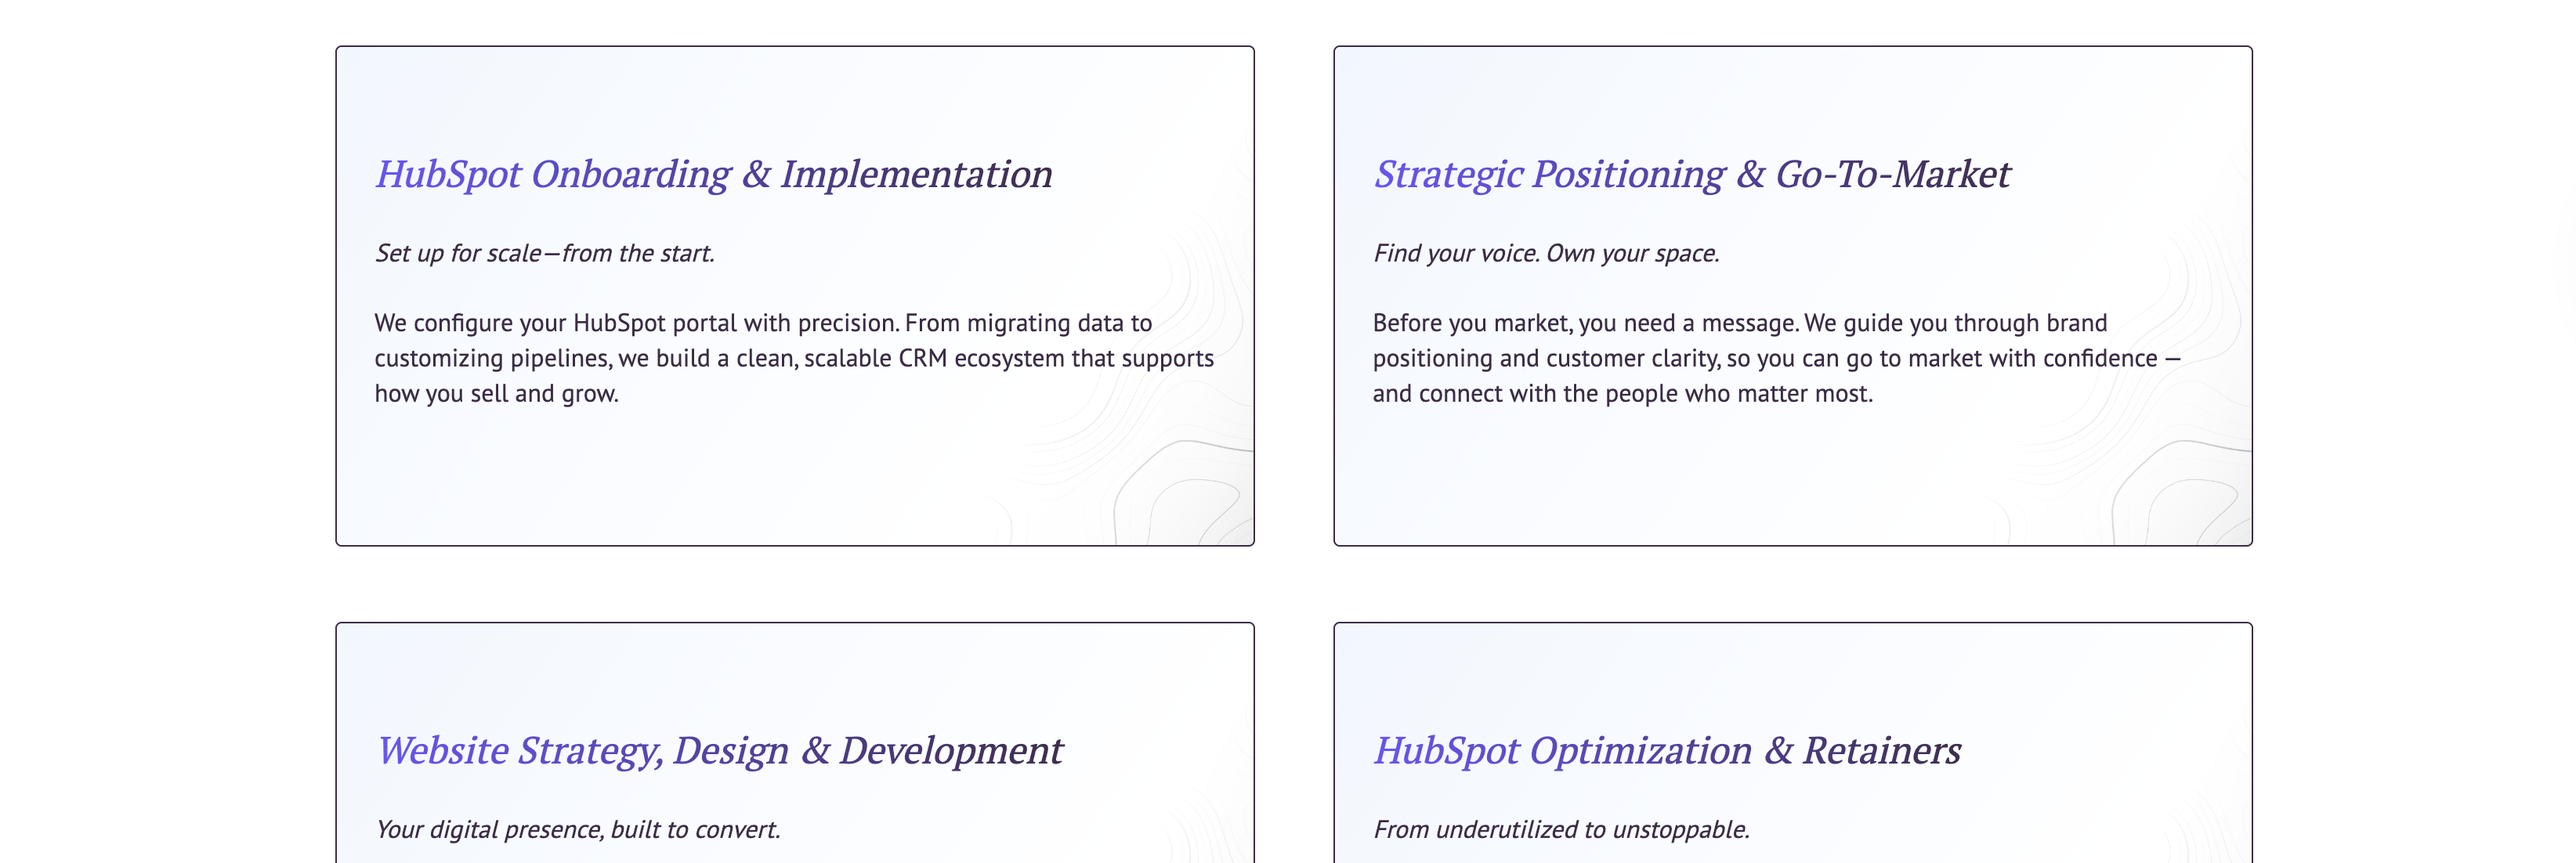 HubSpot Onboarding & Implementation
Set up for scale—from the start.
We configure your HubSpot portal with precision. From migrating data to
customizing pipelines, we build a clean, scalable CRM ecosystem that supports
how you sell and grow.
Strategic Positioning & Go-To-Market
Find your voice. Own your space.
Before you market, you need a message. We guide you through brand
positioning and customer clarity, so you can go to market with confidence —
and connect with the people who matter most.
Website Strategy, Design & Development
Your digital presence, built to convert.
HubSpot Optimization & Retainers
From underutilized to unstoppable.